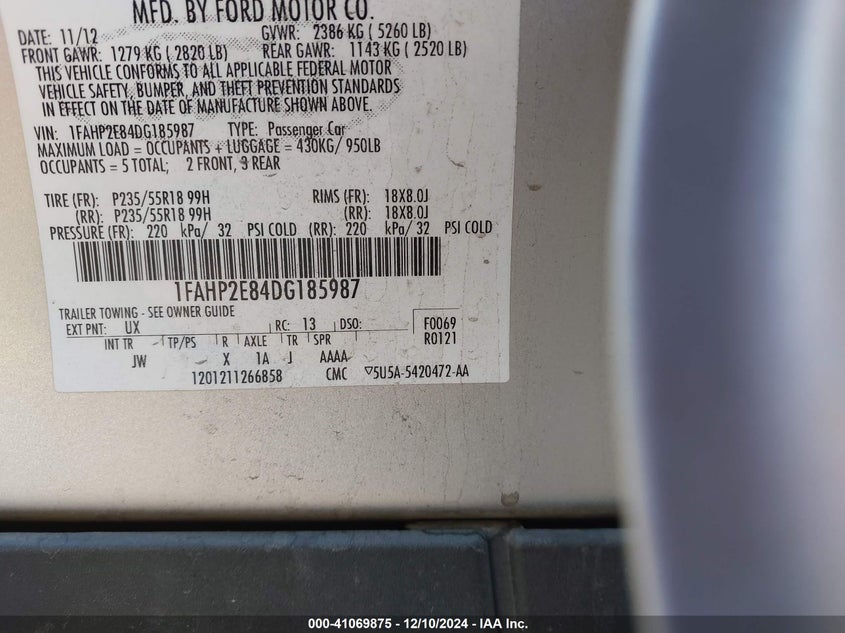 MFD. BY FORD MOTOR CO.
DATE: 11/12 GVWR: 2386 KG ( 5260 LB)
FRONT GAWR: 1279 KG ( 2820 LB) REAR GAWR: 1143 KG ( 2520 LB)
THIS VEHICLE CONFORMS TO ALL APPLICABLE FEDERAL MOTOR
VEHICLE SAFETY, BUMPER, AND THEFT PREVENTION STANDARDS
IN EFFECT ON THE DATE OF MANUFACTURE SHOWN ABOVE.
VIN: 1FAHP2E84DG185987 TYPE: Passenger Car
MAXIMUM LOAD = OCCUPANTS + LUGGAGE = 430KG/ 950LB
OCCUPANTS = 5 TOTAL; 2 FRONT, 3 REAR
TIRE (FR): P235/55R18 99H RIMS (FR): 18X8.0J
(RR): P235/55R18 99H (RR): 18X8.0J
PRESSURE (FR): 220 kPa/ 32 PSI COLD (RR): 220 kPa/ 32 PSI COLD
1FAHP2E84DG185987
TRAILER TOWING - SEE OWNER GUIDE
EXT PNT: UX RC: 13 DSO: F0069
INT TR TP/PS R AXLE TR SPR R0121
JW X 1A J AAAA
1201211266858 CMC ▽5U5A-5420472-AA
000-41069875 - 12/10/2024 - IAA Inc.